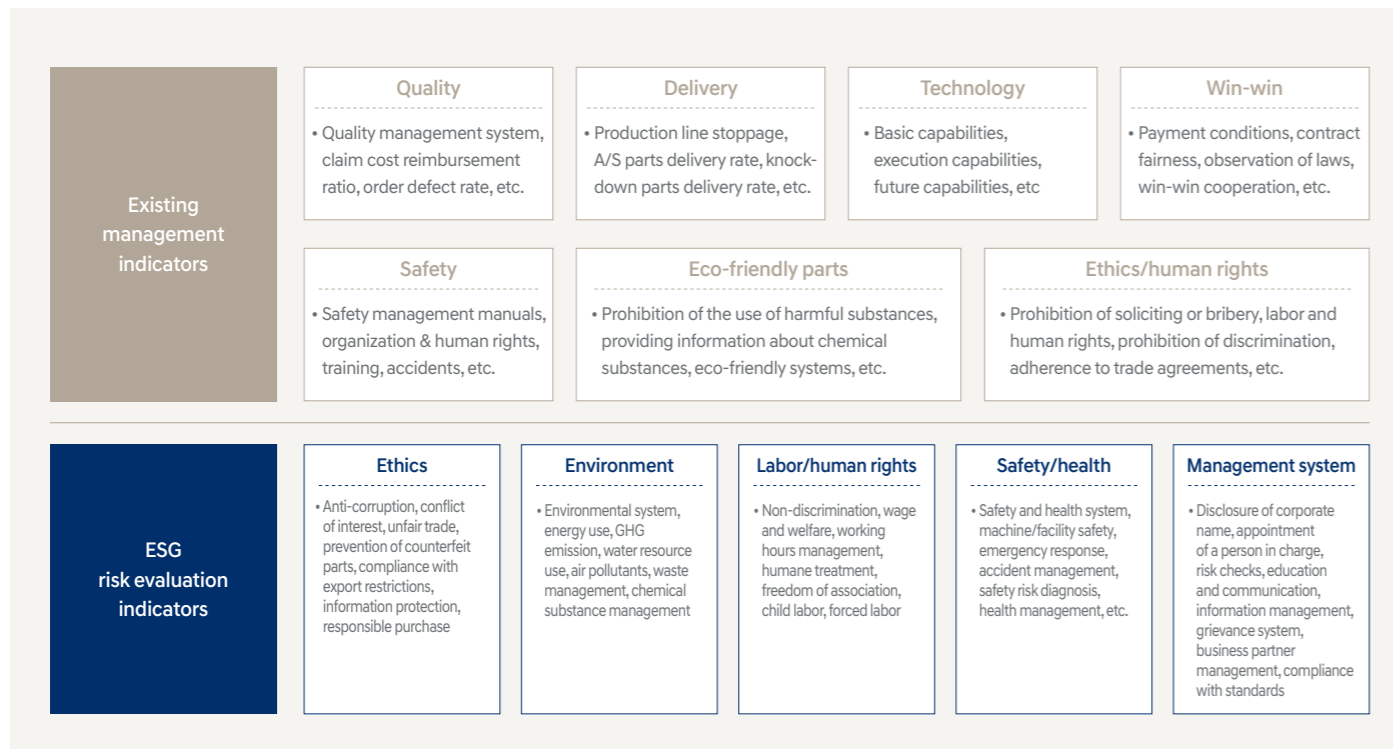 Existing
management
indicators
Quality
• Quality management system,
claim cost reimbursement
ratio, order defect rate, etc.
Delivery
• Production line stoppage,
A/S parts delivery rate, knock-
down parts delivery rate, etc.
Technology
• Basic capabilities,
execution capabilities,
future capabilities, etc
Win-win
• Payment conditions, contract
fairness, observation of laws,
win-win cooperation, etc.
Safety
• Safety management manuals,
organization & human rights,
training, accidents, etc.
Eco-friendly parts
• Prohibition of the use of harmful substances,
providing information about chemical
substances, eco-friendly systems, etc.
Ethics/human rights
• Prohibition of soliciting or bribery, labor and
human rights, prohibition of discrimination,
adherence to trade agreements, etc.
ESG
risk evaluation
indicators
Ethics
• Anti-corruption, conflict
of interest, unfair trade,
prevention of counterfeit
parts, compliance with
export restrictions,
information protection,
responsible purchase
Environment
• Environmental system,
energy use, GHG
emission, water resource
use, air pollutants, waste
management, chemical
substance management
Labor/human rights
• Non-discrimination, wage
and welfare, working
hours management,
humane treatment,
freedom of association,
child labor, forced labor
Safety/health
• Safety and health system,
machine/facility safety,
emergency response,
accident management,
safety risk diagnosis,
health management, etc.
Management system
• Disclosure of corporate
name, appointment
of a person in charge,
risk checks, education
and communication,
information management,
grievance system,
business partner
management, compliance
with standards